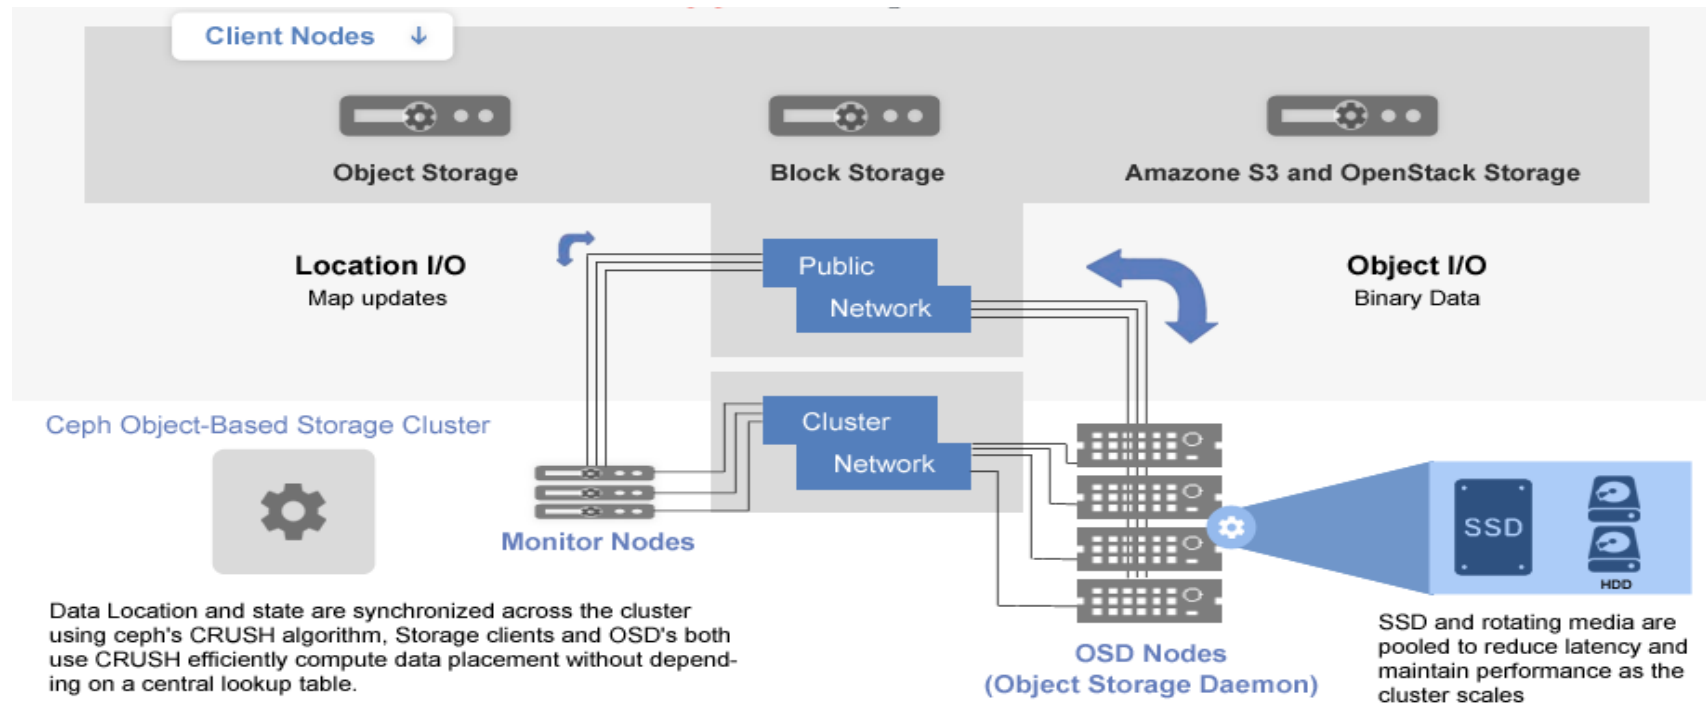 Client Nodes
Object Storage
Block Storage
Amazone S3 and OpenStack Storage
Location I/O
Map updates
Public
Network
Object I/O
Binary Data
Ceph Object-Based Storage Cluster
Cluster
Network
Monitor Nodes
SSD
HDD
Data Location and state are synchronized across the cluster
using ceph's CRUSH algorithm, Storage clients and OSD's both
use CRUSH efficiently compute data placement without depend-
ing on a central lookup table.
OSD Nodes
(Object Storage Daemon)
SSD and rotating media are
pooled to reduce latency and
maintain performance as the
cluster scales